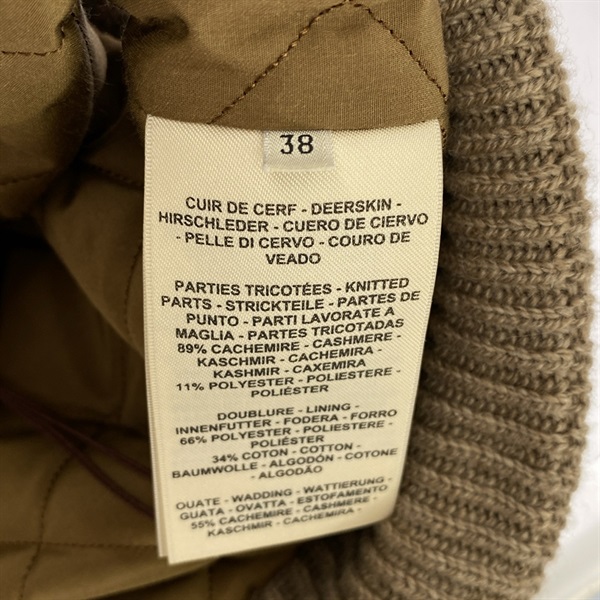 38
CUIR DE CERF - DEERSKIN -
HIRSCHLEDER - CUERO DE CIERVO
- PELLE DI CERVO - COURO DE
VEADO
PARTIES TRICOTÉES - KNITTED
PARTS - STRICKTEILE - PARTES DE
PUNTO - PARTI LAVORATE A
MAGLIA - PARTES TRICOTADAS
89% CACHEMIRE - CASHMERE -
KASCHMIR - CACHEMIRA -
KASHMIR - CAXEMIRA
11% POLYESTER - POLIESTERE -
POLIÉSTER
DOUBLURE - LINING -
INNENFUTTER - FODERA - FORRO
66% POLYESTER - POLIESTERE -
POLIÉSTER
34% COTON - COTTON -
BAUMWOLLE - ALGODÓN - COTONE
- ALGODÃO
OUATE - WADDING - WATTIERUNG -
GUATA - OVATTA - ESTOFAMENTO
55% CACHEMIRE - CASHMERE -
KASCHMIR - CACHEMIRA -